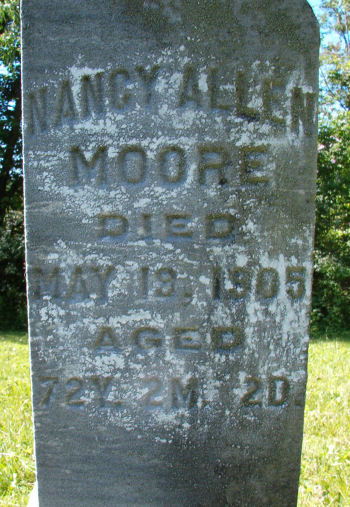 NANCY ALLEN
MOORE
DIED
MAY 19, 1905
AGED
72Y. 2M. 2D